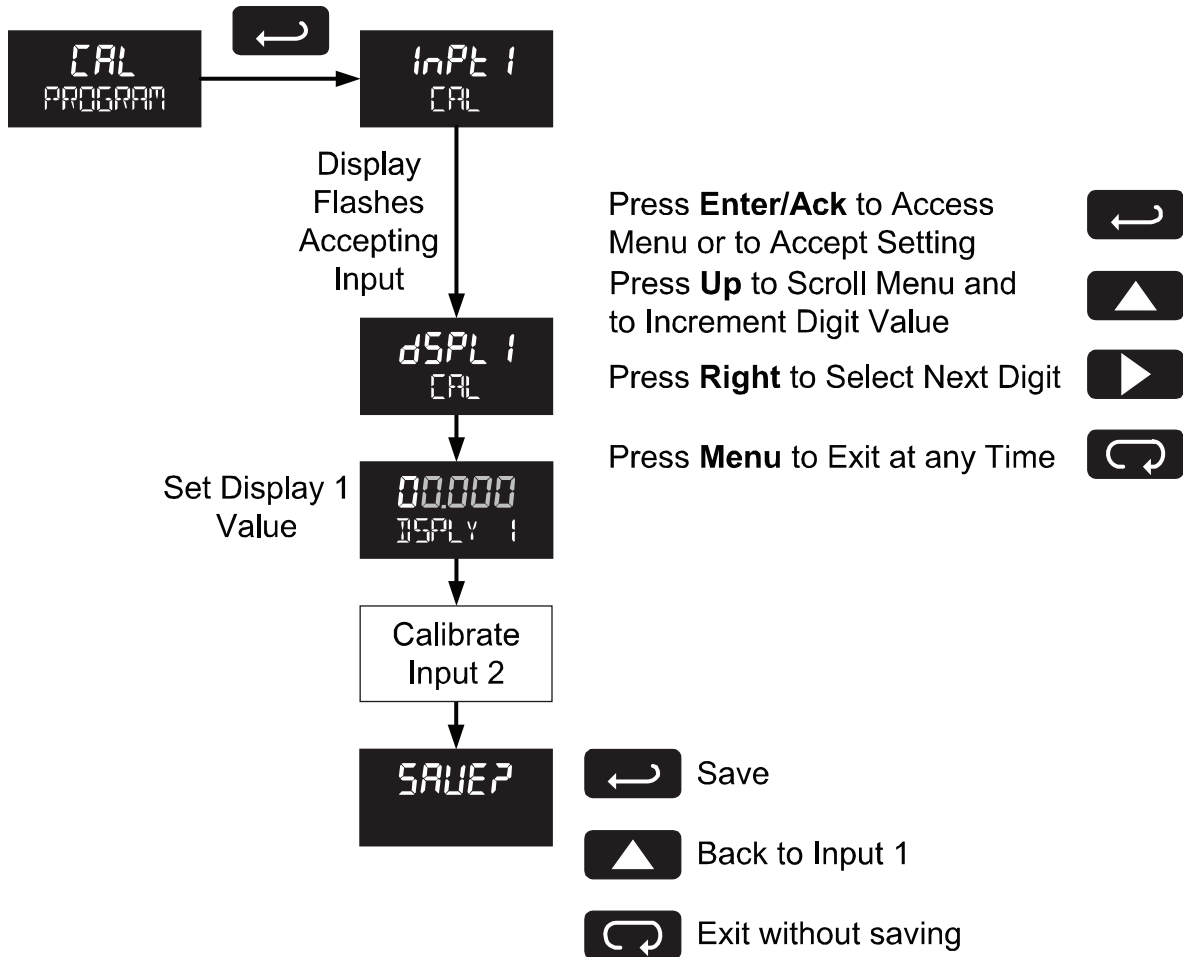 CAL
PROGRAM
InPt 1
CAL
Display
Flashes
Accepting
Input
dSPL 1
CAL
Set Display 1
Value
00.000
DSPLY 1
Calibrate
Input 2
SAVE?
Press Enter/Ack to Access
Menu or to Accept Setting
Press Up to Scroll Menu and
to Increment Digit Value
Press Right to Select Next Digit
Press Menu to Exit at any Time
Save
Back to Input 1
Exit without saving